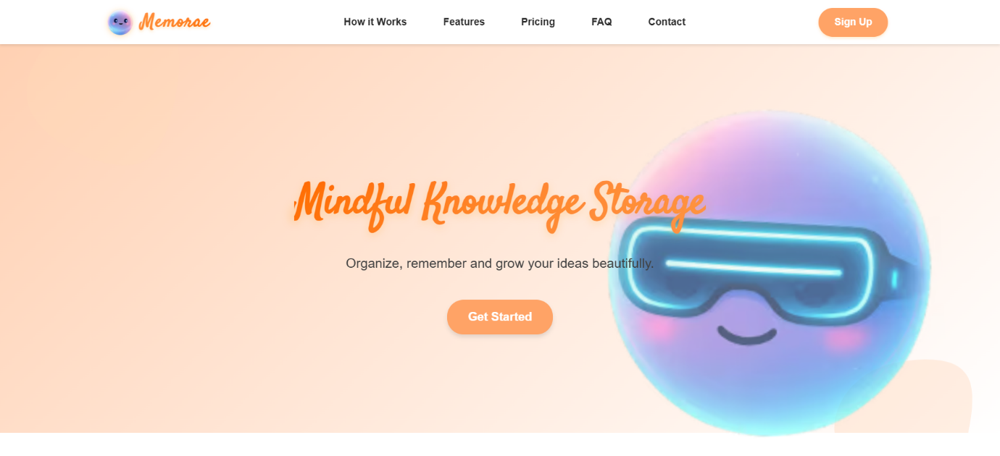 Memorae
How it Works
Features
Pricing
FAQ
Contact
Sign Up
Mindful Knowledge Storage
Organize, remember and grow your ideas beautifully.
Get Started